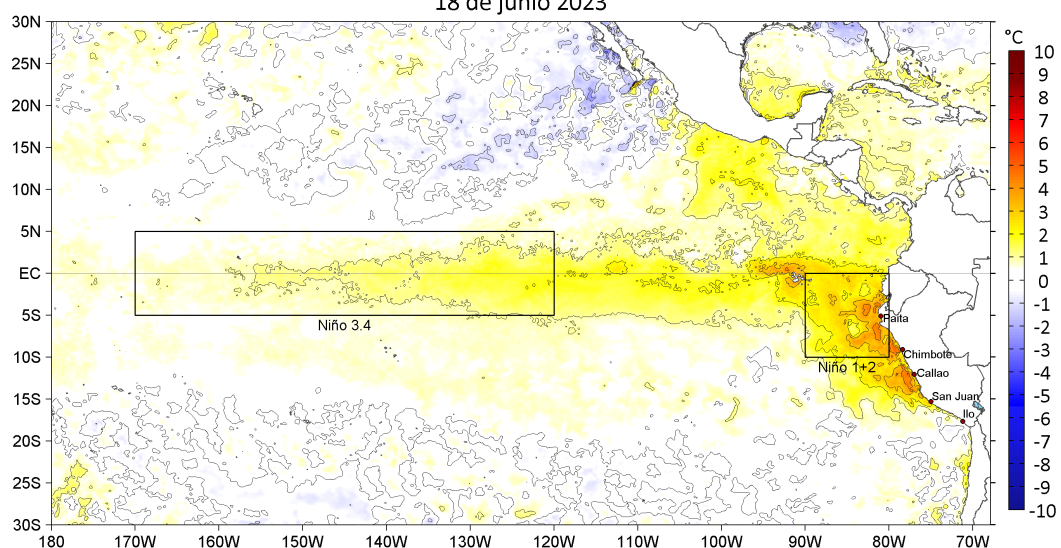 18 de junio 2023
°C
30N
25N
20N
15N
10N
5N
EC
5S
10S
15S
20S
25S
30S
Niño 3.4
Niño 1+2
Paita
Chimbote
Callao
San Juan
Ilo
180 170W 160W 150W 140W 130W 120W 110W 100W 90W 80W 70W
10
9
8
7
6
5
4
3
2
1
0
-1
-2
-3
-4
-5
-6
-7
-8
-9
-10